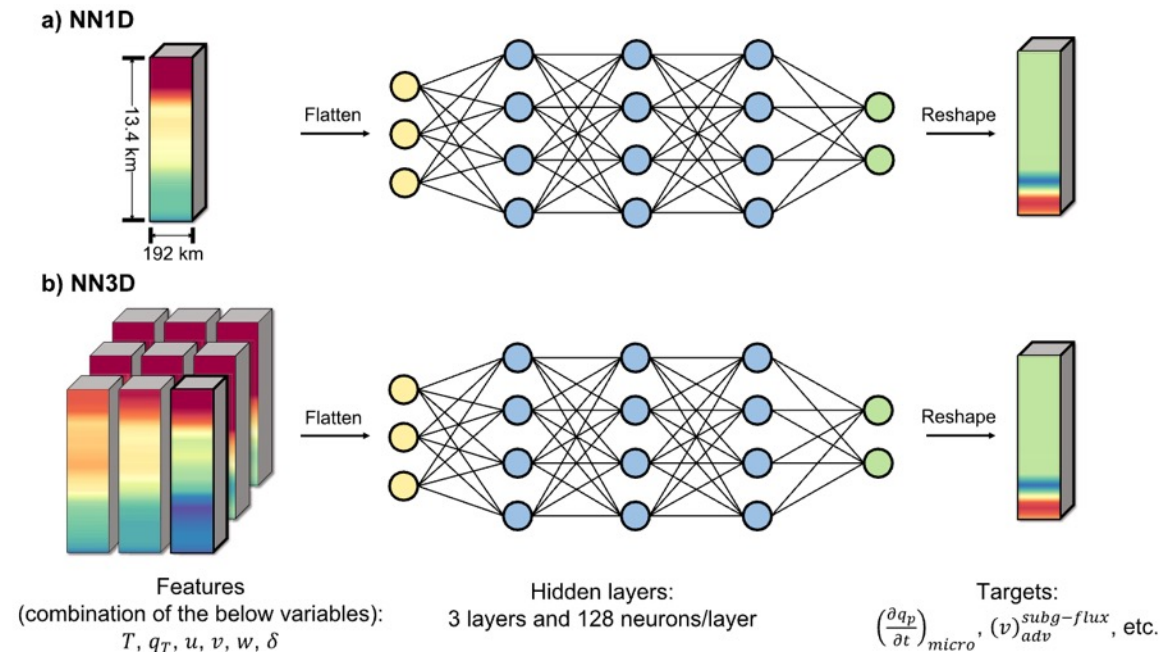 a) NN1D
13.4 km
192 km
Flatten
Reshape
b) NN3D
Flatten
Reshape
Features
(combination of the below variables):
T, q_T, u, v, w, δ
Hidden layers:
3 layers and 128 neurons/layer
Targets:
(∂q_p/∂t)_micro, (v)_adv^subg-flux, etc.